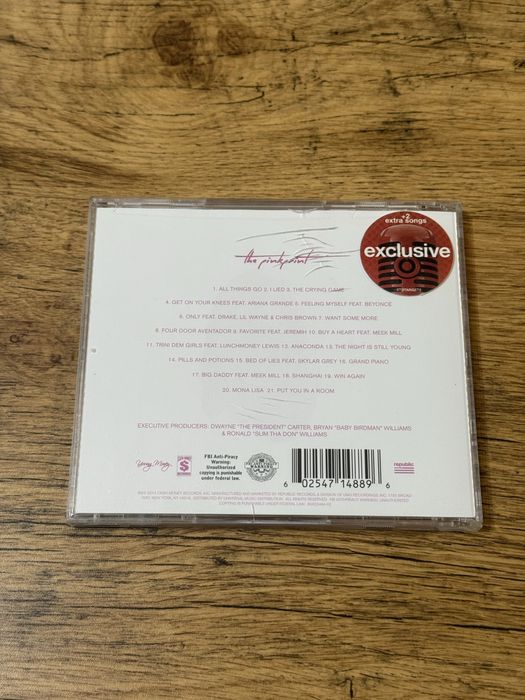 +2
extra songs
exclusive
the pinkprint
1. ALL THINGS GO 2. I LIED 3. THE CRYING GAME
4. GET ON YOUR KNEES FEAT. ARIANA GRANDE 5. FEELING MYSELF FEAT. BEYONCE
6. ONLY FEAT. DRAKE, LIL WAYNE & CHRIS BROWN 7. WANT SOME MORE
8. FOUR DOOR AVENTADOR 9. FAVORITE FEAT. JEREMIH 10. BUY A HEART FEAT. MEEK MILL
11. TRINI DEM GIRLS FEAT. LUNCHMONEY LEWIS 12. ANACONDA 13. THE NIGHT IS STILL YOUNG
14. PILLS AND POTIONS 15. BED OF LIES FEAT. SKYLAR GREY 16. GRAND PIANO
17. BIG DADDY FEAT. MEEK MILL 18. SHANGHAI 19. WIN AGAIN
20. MONA LISA 21. PUT YOU IN A ROOM
EXECUTIVE PRODUCERS: DWAYNE "THE PRESIDENT" CARTER, BRYAN "BABY BIRDMAN" WILLIAMS
& RONALD "SLIM THA DON" WILLIAMS
Young Money
FBI Anti-Piracy
Warning:
Unauthorized
copying is punishable
under federal law.
republic
6 02547 14889 6